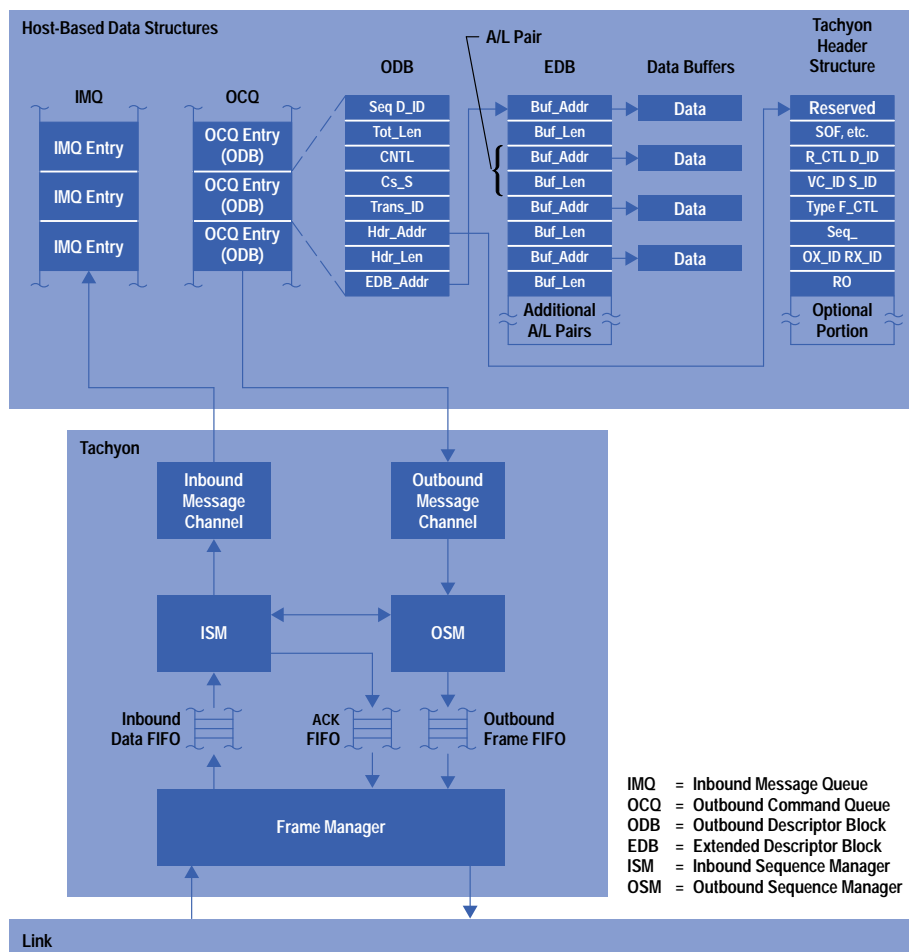 Host-Based Data Structures
A/L Pair
Tachyon
Header
Structure
ODB
EDB
Data Buffers
IMQ
OCQ
IMQ Entry
IMQ Entry
IMQ Entry
OCQ Entry
(ODB)
OCQ Entry
(ODB)
OCQ Entry
(ODB)
Seq D_ID
Tot_Len
CNTL
Cs_S
Trans_ID
Hdr_Addr
Hdr_Len
EDB_Addr
Buf_Addr
Buf_Len
Buf_Addr
Buf_Len
Buf_Addr
Buf_Len
Buf_Addr
Buf_Len
Additional
A/L Pairs
Data
Data
Data
Data
Reserved
SOF, etc.
R_CTL D_ID
VC_ID S_ID
Type F_CTL
Seq_
OX_ID RX_ID
RO
Optional
Portion
Tachyon
Inbound
Message
Channel
Outbound
Message
Channel
ISM
OSM
Inbound
Data FIFO
ACK
FIFO
Outbound
Frame FIFO
Frame Manager
IMQ = Inbound Message Queue
OCQ = Outbound Command Queue
ODB = Outbound Descriptor Block
EDB = Extended Descriptor Block
ISM = Inbound Sequence Manager
OSM = Outbound Sequence Manager
Link